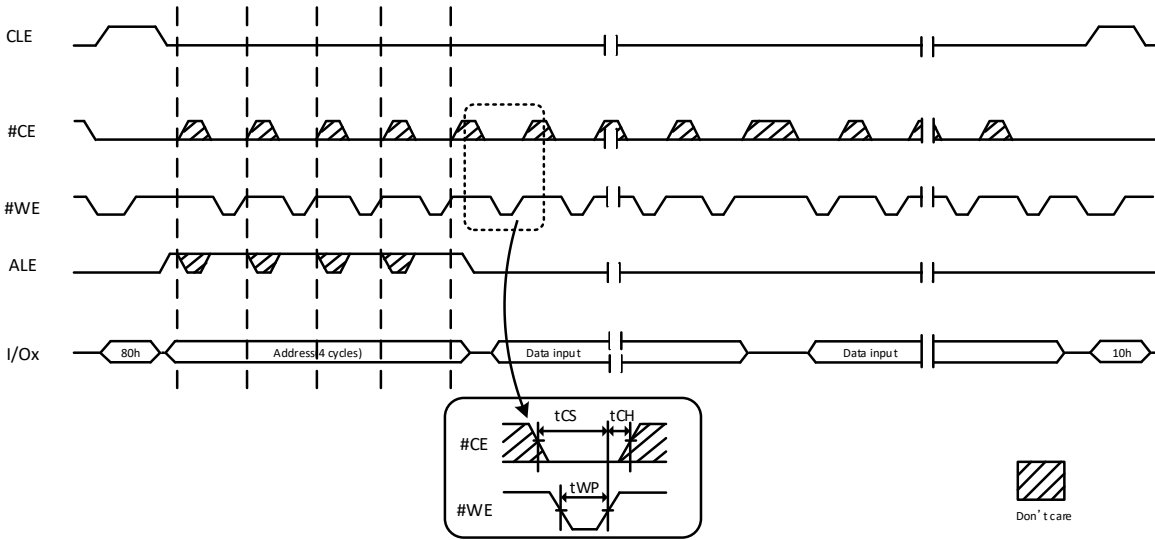 CLE
#CE
#WE
ALE
I/Ox
80h
Address(4 cycles)
Data input
Data input
10h
tCS
tCH
#CE
tWP
#WE
Don't care